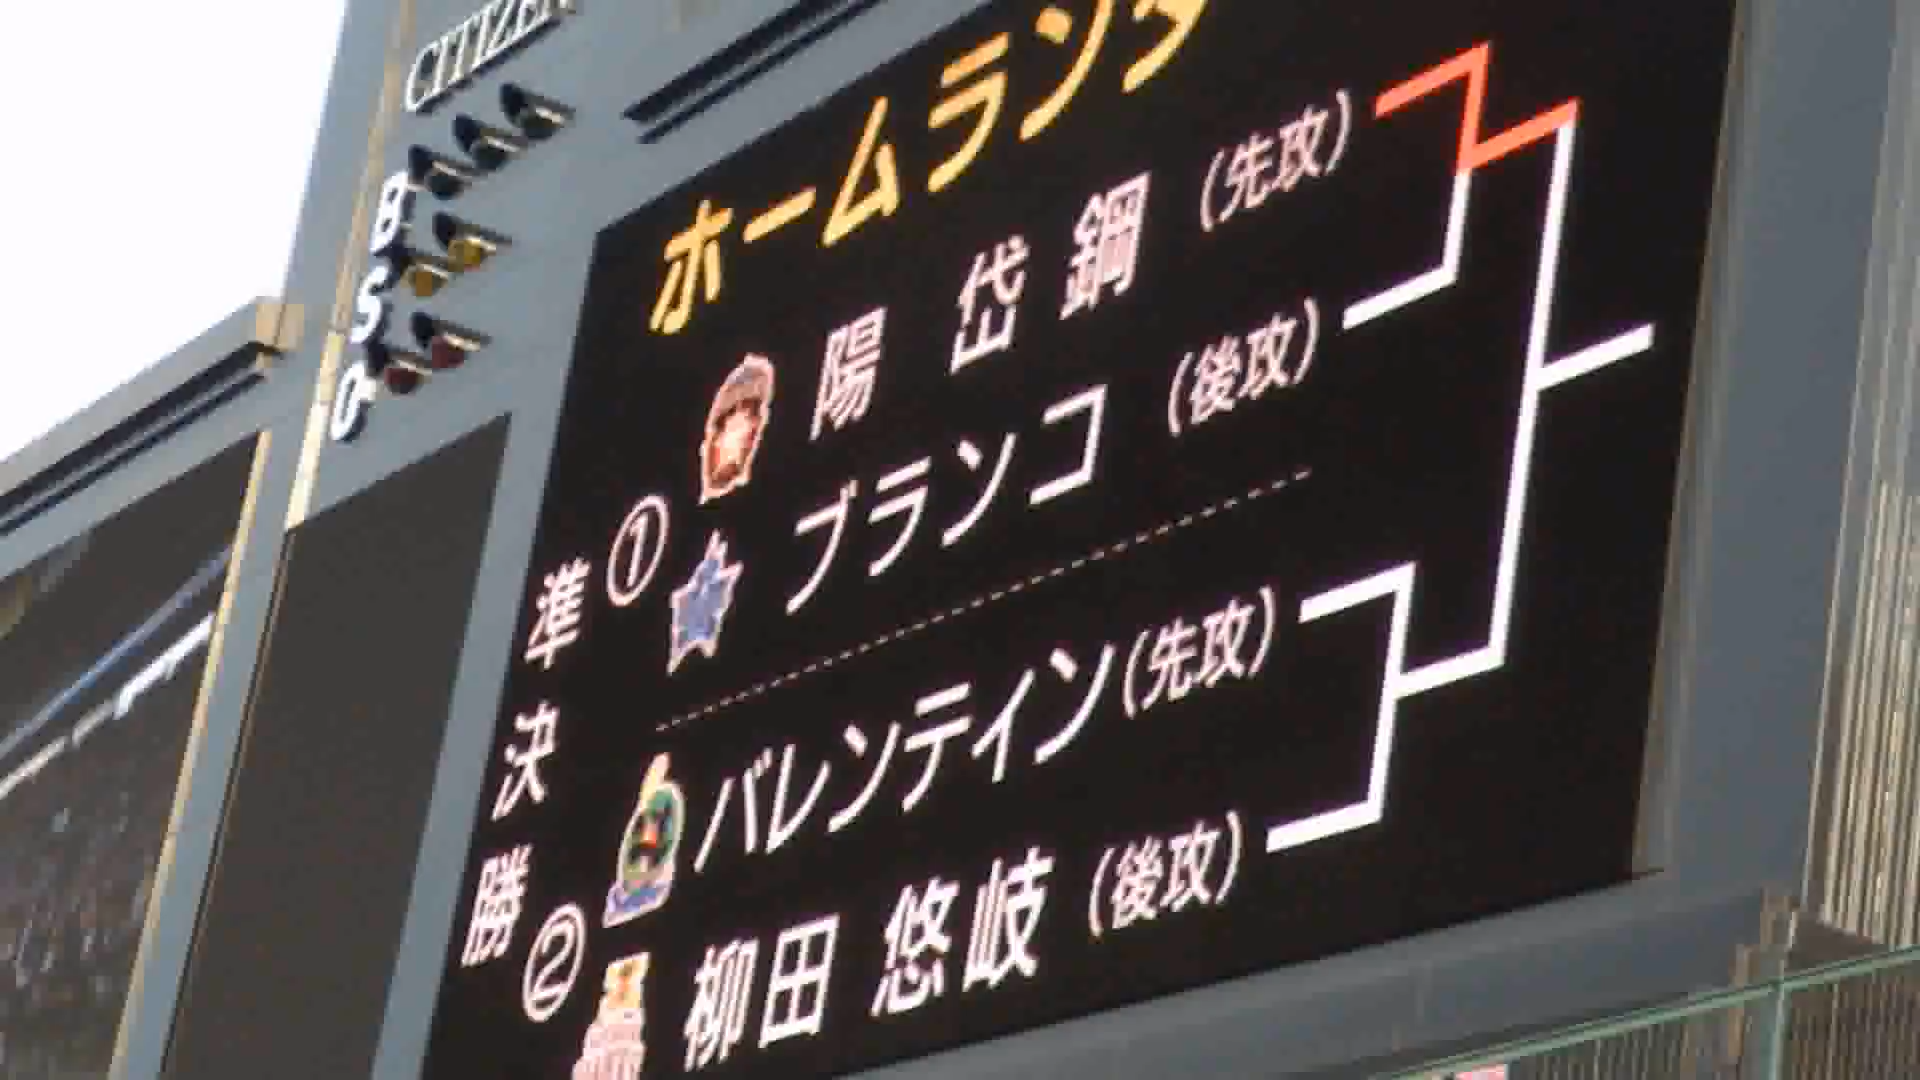 CITIZEN
B
S
O
ホームラン
陽 岱 鋼 (先攻)
①
ブランコ (後攻)
準決勝
バレンティン(先攻)
②
柳田 悠岐 (後攻)